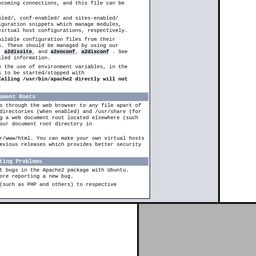 coming connections, and this file can be
led/, conf-enabled/ and sites-enabled/
iguration snippets which manage modules,
virtual host configurations, respectively.
ailable configuration files from their
s. These should be managed by using our
a2dissite, and a2enconf, a2disconf . See
iled information.
o the use of environment variables, in the
s to be started/stopped with
Calling /usr/bin/apache2 directly will not
ument Roots
s through the web browser to any file apart of
directories (when enabled) and /usr/share (for
g a web document root located elsewhere (such
our document root directory in
r/www/html. You can make your own virtual hosts
evious releases which provides better security
ting Problems
t bugs in the Apache2 package with Ubuntu.
ore reporting a new bug.
(such as PHP and others) to respective